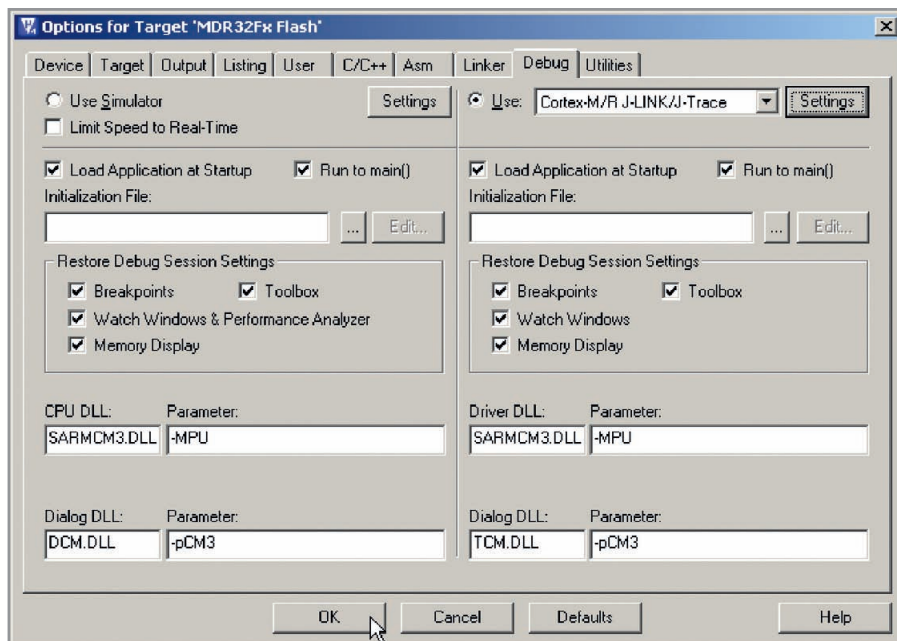 Options for Target 'MDR32Fx Flash'
Device Target Output Listing User C/C++ Asm Linker Debug Utilities
Use Simulator Settings
Limit Speed to Real-Time
Use: Cortex-M/R J-LINK/J-Trace Settings
Load Application at Startup Run to main()
Initialization File:
... Edit...
Restore Debug Session Settings
Breakpoints Toolbox
Watch Windows & Performance Analyzer
Memory Display
CPU DLL: Parameter:
SARMCM3.DLL -MPU
Dialog DLL: Parameter:
DCM.DLL -pCM3
Load Application at Startup Run to main()
Initialization File:
... Edit...
Restore Debug Session Settings
Breakpoints Toolbox
Watch Windows
Memory Display
Driver DLL: Parameter:
SARMCM3.DLL -MPU
Dialog DLL: Parameter:
TCM.DLL -pCM3
OK Cancel Defaults Help